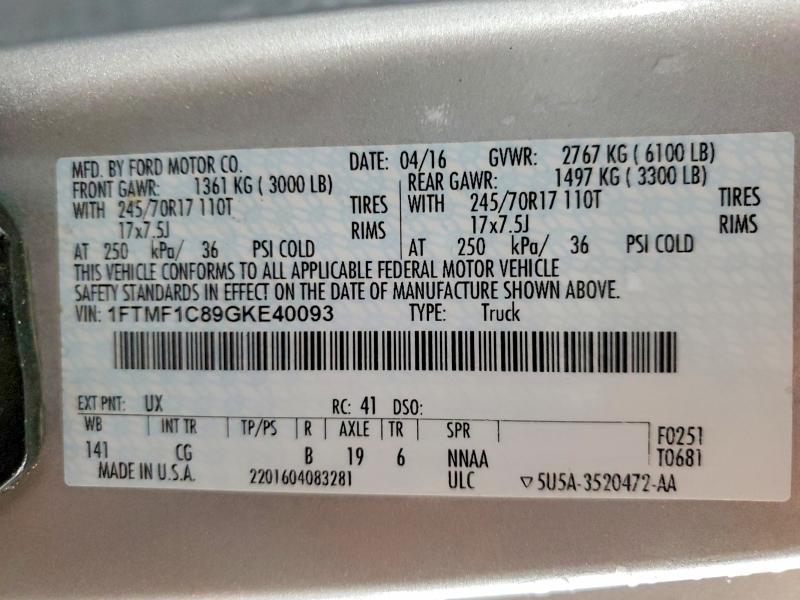 MFD. BY FORD MOTOR CO. DATE: 04/16 GVWR: 2767 KG ( 6100 LB)
FRONT GAWR: 1361 KG ( 3000 LB) REAR GAWR: 1497 KG ( 3300 LB)
WITH 245/70R17 110T TIRES WITH 245/70R17 110T TIRES
17x7.5J RIMS 17x7.5J RIMS
AT 250 kPa/ 36 PSI COLD AT 250 kPa/ 36 PSI COLD
THIS VEHICLE CONFORMS TO ALL APPLICABLE FEDERAL MOTOR VEHICLE
SAFETY STANDARDS IN EFFECT ON THE DATE OF MANUFACTURE SHOWN ABOVE.
VIN: 1FTMF1C89GKE40093 TYPE: Truck
EXT PNT: UX RC: 41 DSO:
WB INT TR TP/PS R AXLE TR SPR F0251
141 CG B 19 6 NNAA T0681
MADE IN U.S.A. 2201604083281 ULC ▽5U5A-3520472-AA